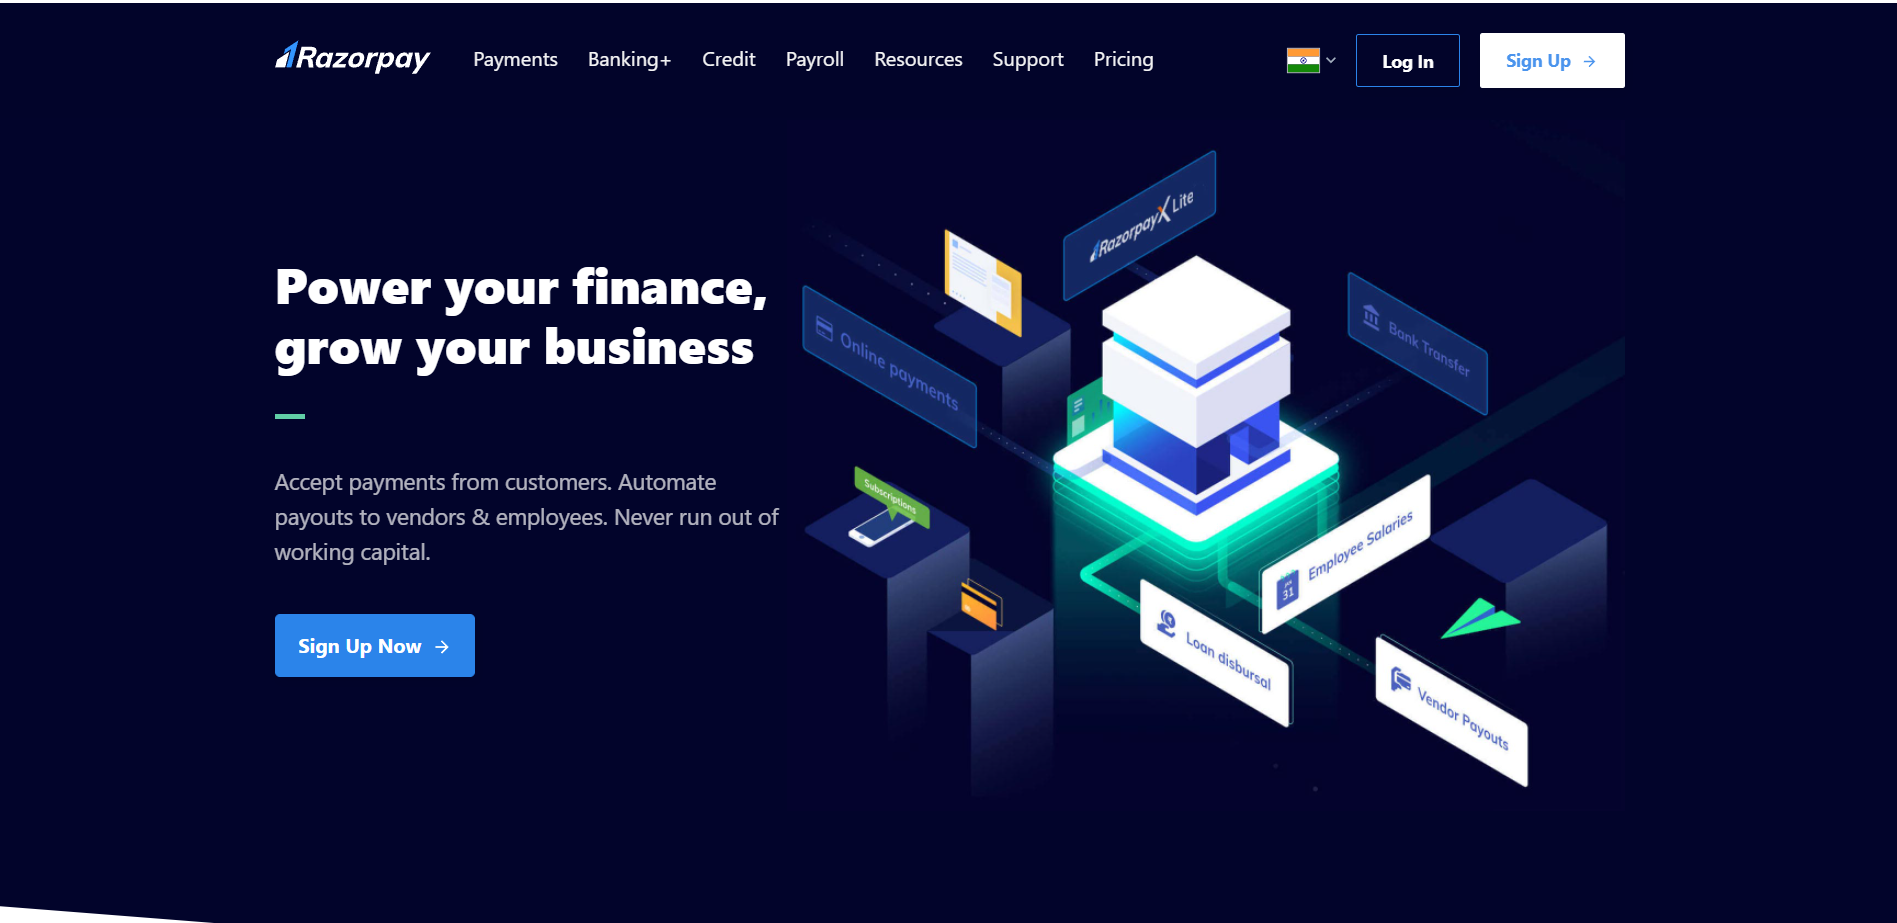 Razorpay
Payments
Banking+
Credit
Payroll
Resources
Support
Pricing
Log In
Sign Up →
Power your finance,
grow your business
Accept payments from customers. Automate
payouts to vendors & employees. Never run out of
working capital.
Sign Up Now →
RazorpayX Lite
Online payments
Bank Transfer
Subscriptions
JAN
31
Employee Salaries
Loan disbursal
Vendor Payouts